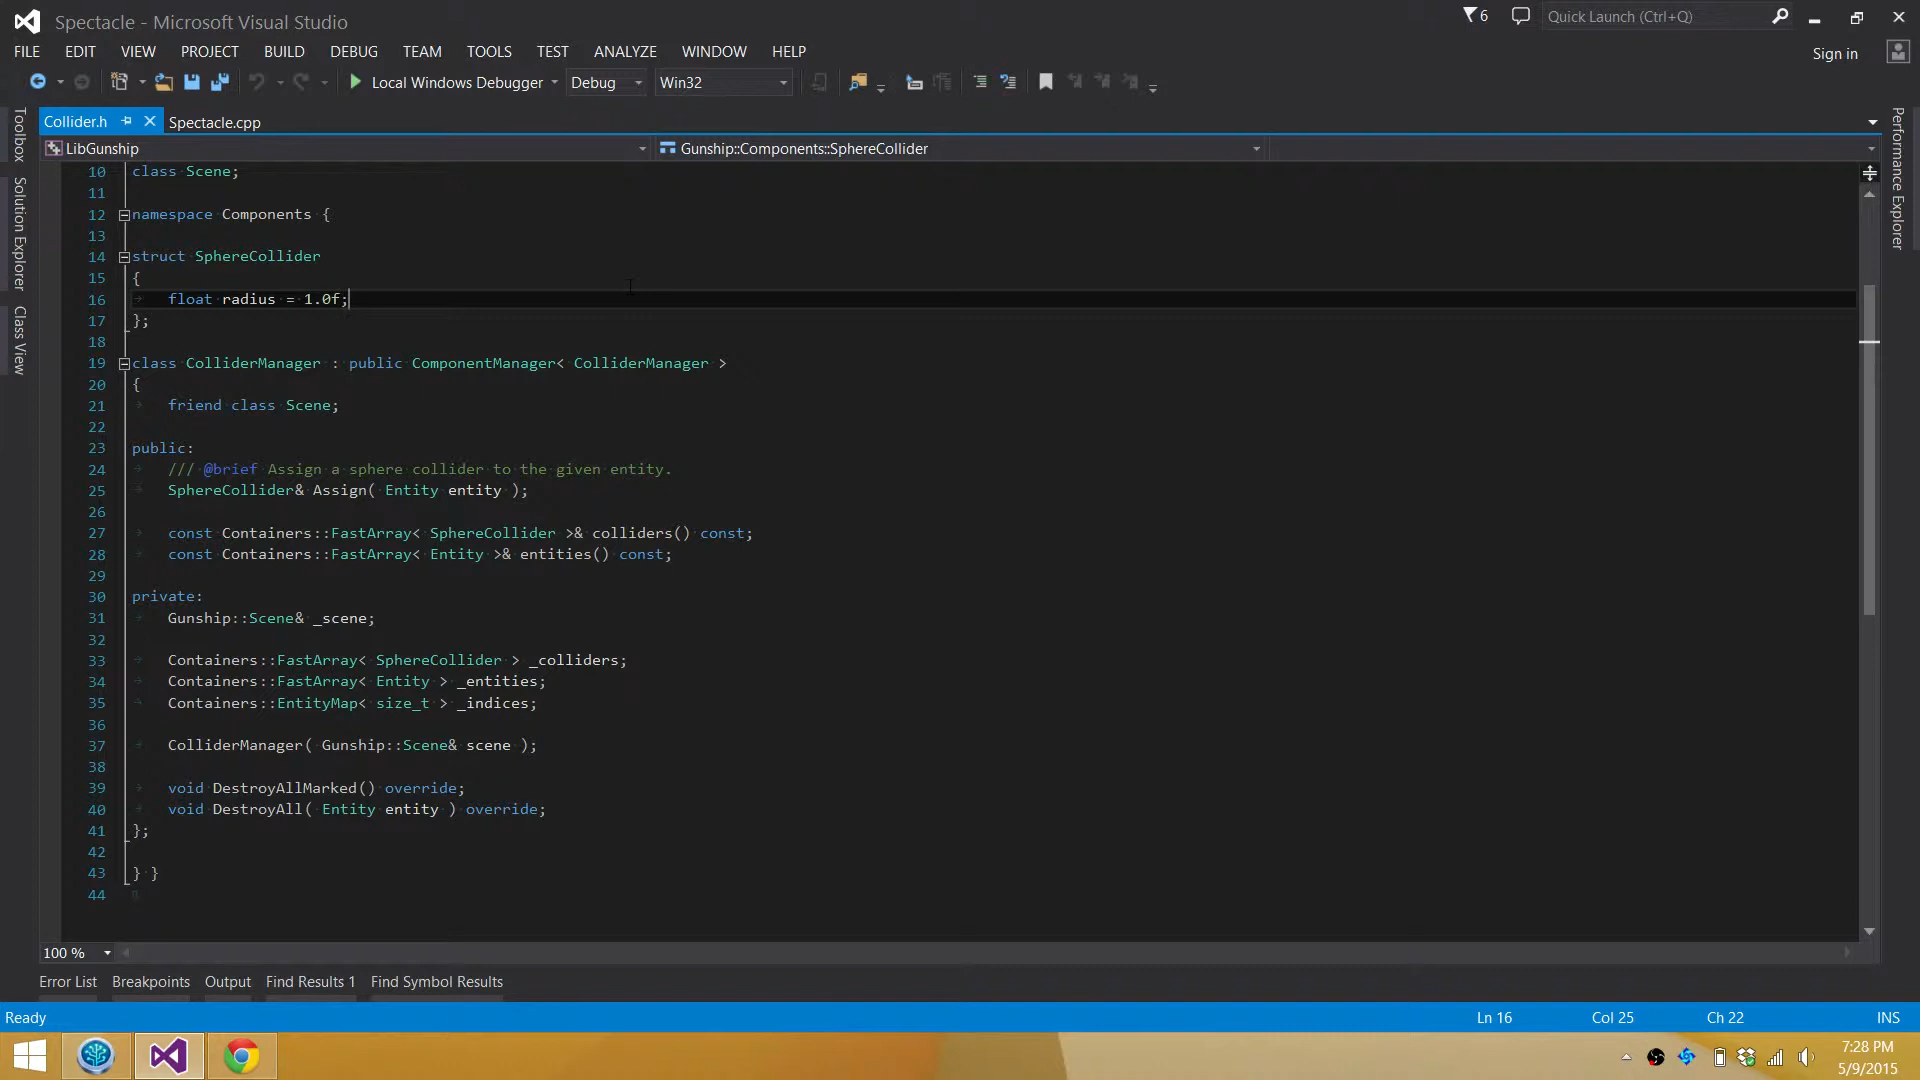 Spectacle - Microsoft Visual Studio
6
Quick Launch (Ctrl+Q)
FILE EDIT VIEW PROJECT BUILD DEBUG TEAM TOOLS TEST ANALYZE WINDOW HELP
Sign in
Local Windows Debugger Debug Win32
Toolbox
Solution Explorer
Class View
Performance Explorer
Collider.h Spectacle.cpp
LibGunship Gunship::Components::SphereCollider
10 class Scene;
11
12 namespace Components {
13
14 struct SphereCollider
15 {
16 float radius = 1.0f;
17 };
18
19 class ColliderManager : public ComponentManager< ColliderManager >
20 {
21 friend class Scene;
22
23 public:
24 /// @brief Assign a sphere collider to the given entity.
25 SphereCollider& Assign( Entity entity );
26
27 const Containers::FastArray< SphereCollider >& colliders() const;
28 const Containers::FastArray< Entity >& entities() const;
29
30 private:
31 Gunship::Scene& _scene;
32
33 Containers::FastArray< SphereCollider > _colliders;
34 Containers::FastArray< Entity > _entities;
35 Containers::EntityMap< size_t > _indices;
36
37 ColliderManager( Gunship::Scene& scene );
38
39 void DestroyAllMarked() override;
40 void DestroyAll( Entity entity ) override;
41 };
42
43 } }
44
100 %
Error List Breakpoints Output Find Results 1 Find Symbol Results
Ready Ln 16 Col 25 Ch 22 INS
7:28 PM
5/9/2015